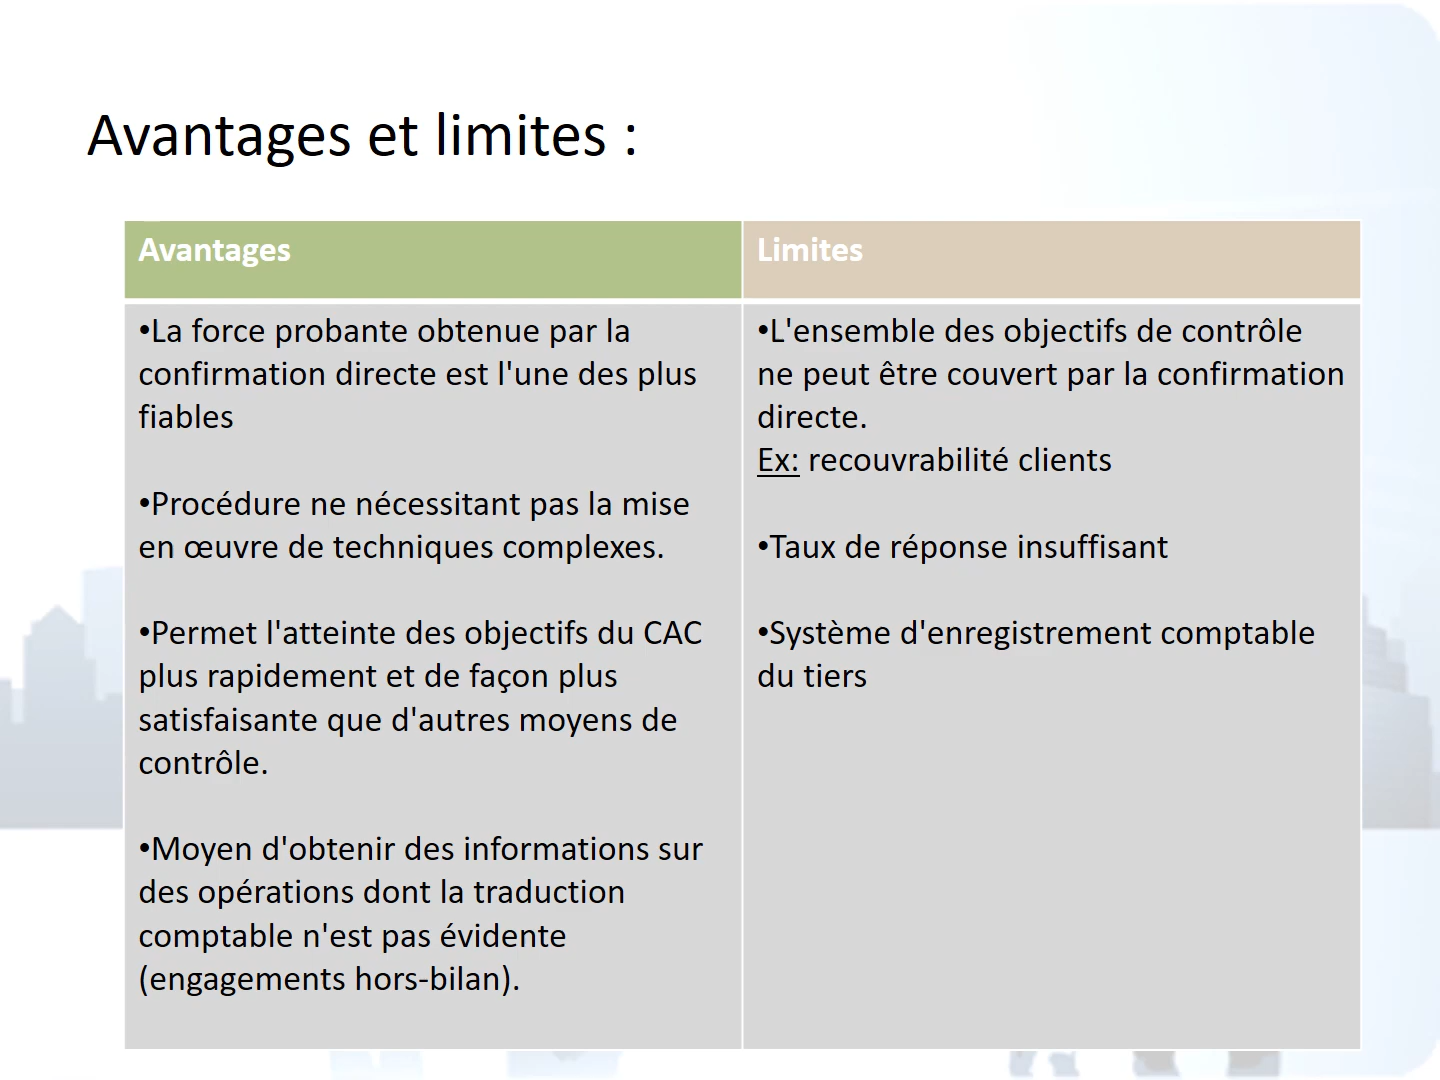 Avantages et limites :
Avantages
•La force probante obtenue par la
confirmation directe est l'une des plus
fiables
•Procédure ne nécessitant pas la mise
en œuvre de techniques complexes.
•Permet l'atteinte des objectifs du CAC
plus rapidement et de façon plus
satisfaisante que d'autres moyens de
contrôle.
•Moyen d'obtenir des informations sur
des opérations dont la traduction
comptable n'est pas évidente
(engagements hors-bilan).
Limites
•L'ensemble des objectifs de contrôle
ne peut être couvert par la confirmation
directe.
Ex: recouvrabilité clients
•Taux de réponse insuffisant
•Système d'enregistrement comptable
du tiers